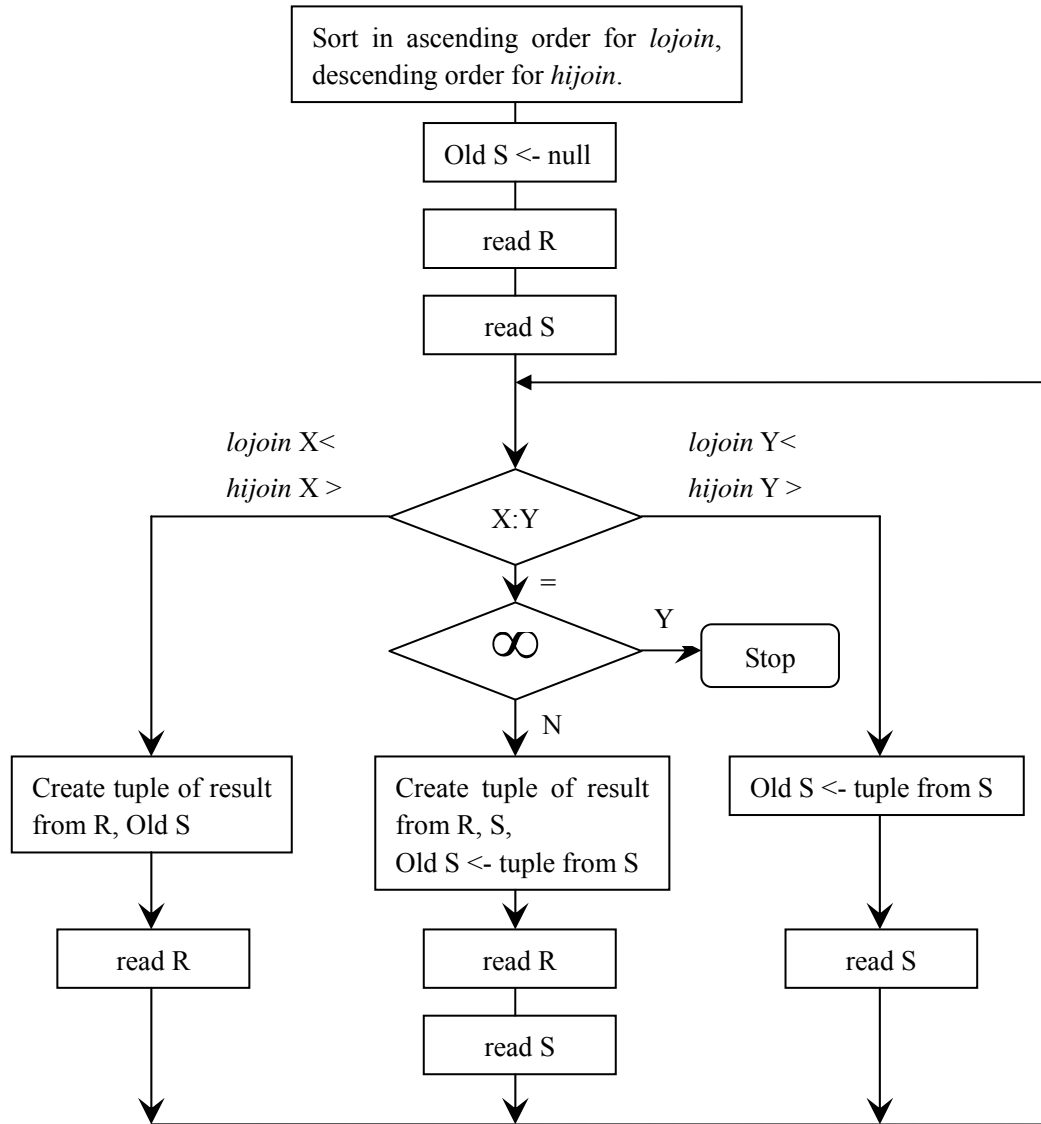 Sort in ascending order for lojoin,
descending order for hijoin.
Old S <- null
read R
read S
lojoin X<
hijoin X >
lojoin Y<
hijoin Y >
X:Y
=
∞
Y
Stop
N
Create tuple of result
from R, Old S
Create tuple of result
from R, S,
Old S <- tuple from S
Old S <- tuple from S
read R
read R
read S
read S